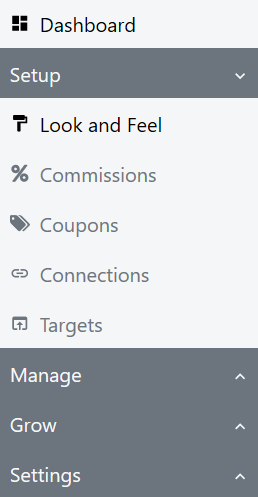 Dashboard
Setup
Look and Feel
Commissions
Coupons
Connections
Targets
Manage
Grow
Settings